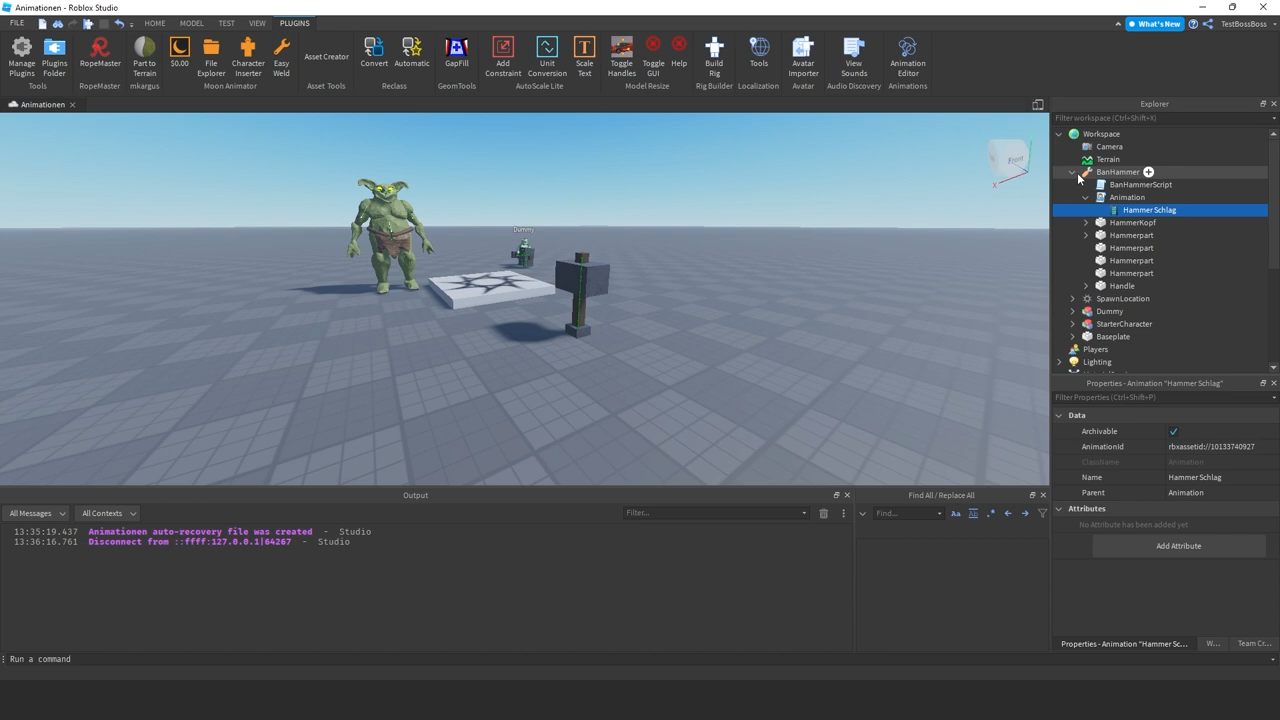 Animationen - Roblox Studio
FILE HOME MODEL TEST VIEW PLUGINS What's New TestBossBoss
Manage Plugins
Plugins Folder
RopeMaster
Part to Terrain
$0.00
File Explorer
Character Inserter
Easy Weld
Asset Creator
Convert
Automatic
GapFill
Add Constraint
Unit Conversion
Scale Text
Toggle Handles
Toggle GUI
Help
Build Rig
Tools
Avatar Importer
View Sounds
Animation Editor
Tools RopeMaster mkargus Moon Animator Asset Tools Reclass GeomTools AutoScale Lite Model Resize Rig Builder Localization Avatar Audio Discovery Animations
Animationen
Front
X
Dummy
Explorer
Filter workspace (Ctrl+Shift+X)
Workspace
Camera
Terrain
BanHammer
BanHammerScript
Animation
Hammer Schlag
HammerKopf
Hammerpart
Hammerpart
Hammerpart
Hammerpart
Handle
SpawnLocation
Dummy
StarterCharacter
Baseplate
Players
Lighting
Properties - Animation "Hammer Schlag"
Filter Properties (Ctrl+Shift+P)
Data
Archivable
AnimationId rbxassetid://10133740927
ClassName Animation
Name Hammer Schlag
Parent Animation
Attributes
No Attribute has been added yet
Add Attribute
Properties - Animation "Hammer Sc... W... Team Cr...
Output
All Messages All Contexts Filter...
13:35:19.437 Animationen auto-recovery file was created - Studio
13:36:16.761 Disconnect from ::ffff:127.0.0.1|64267 - Studio
Find All / Replace All
Find... Aa
Run a command